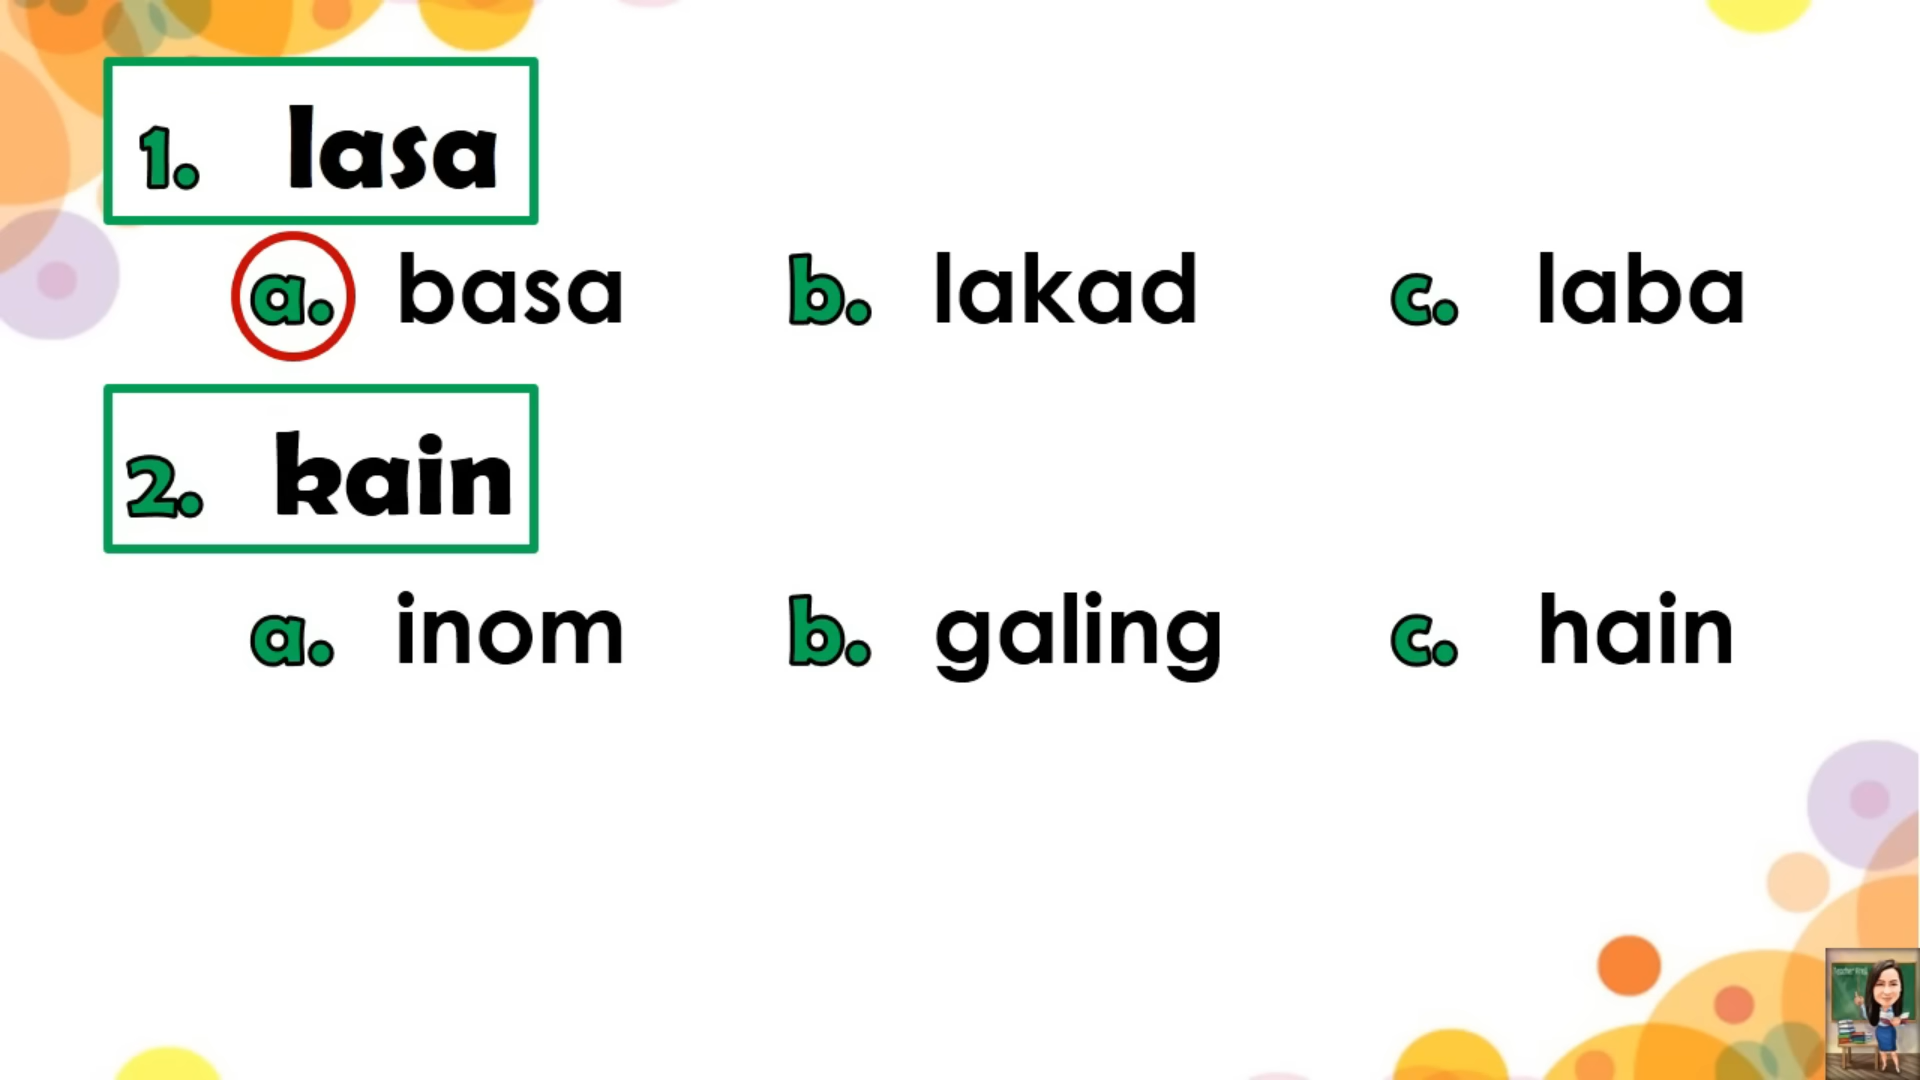 1. lasa
a. basa b. lakad c. laba
2. kain
a. inom b. galing c. hain